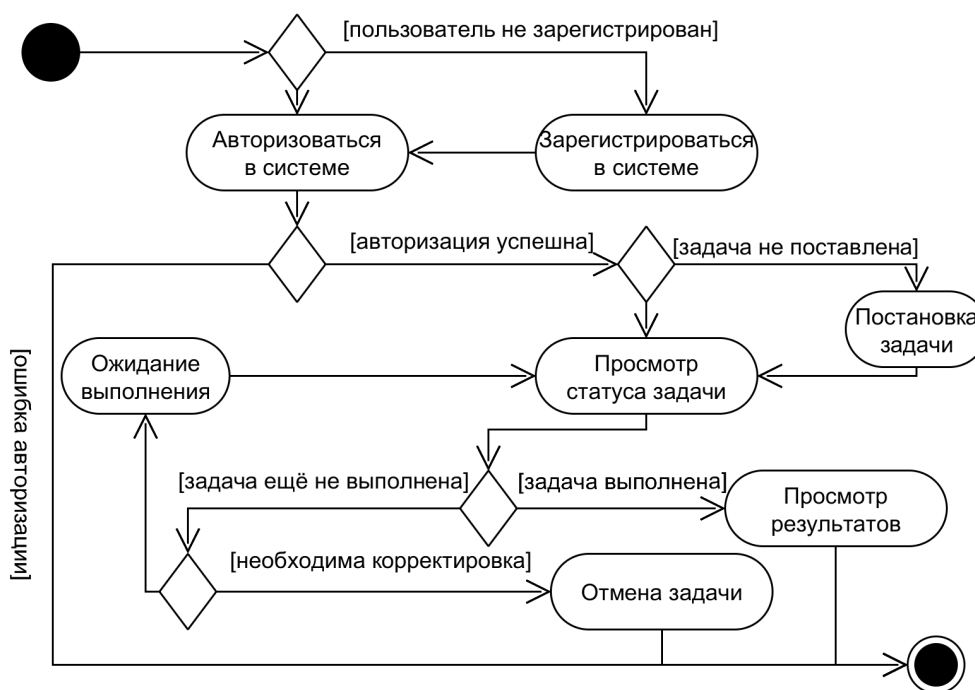 [пользователь не зарегистрирован]
Авторизоваться
в системе
Зарегистрироваться
в системе
[авторизация успешна]
[задача не поставлена]
Постановка
задачи
[ошибка авторизации]
Ожидание
выполнения
Просмотр
статуса задачи
[задача ещё не выполнена]
[задача выполнена]
Просмотр
результатов
[необходима корректировка]
Отмена задачи